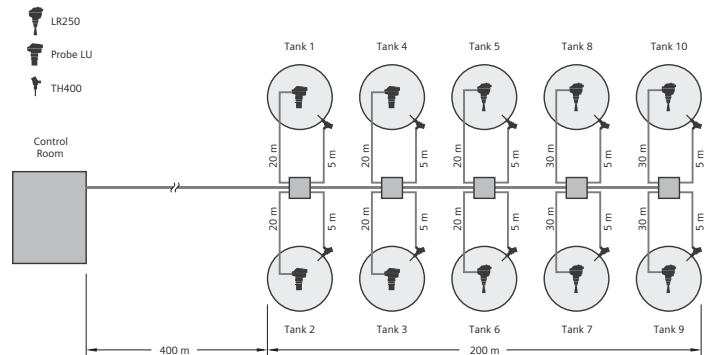 LR250
Probe LU
TH400
Control
Room
Tank 1
Tank 4
Tank 5
Tank 8
Tank 10
20 m
5 m
20 m
5 m
20 m
5 m
30 m
5 m
30 m
5 m
20 m
5 m
20 m
5 m
20 m
5 m
30 m
5 m
30 m
5 m
Tank 2
Tank 3
Tank 6
Tank 7
Tank 9
400 m
200 m